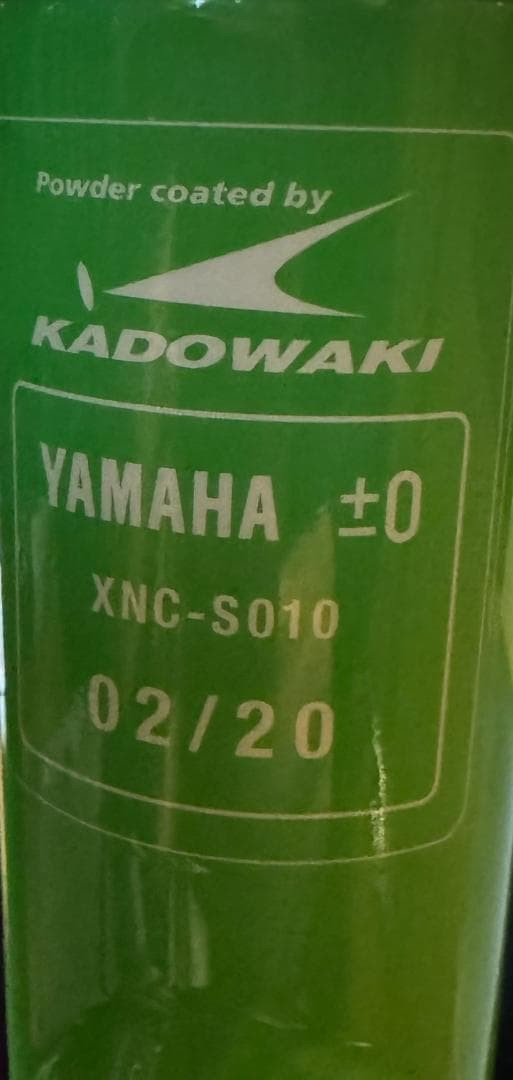 Powder coated by
KADOWAKI
YAMAHA ±0
XNC-S010
02/20